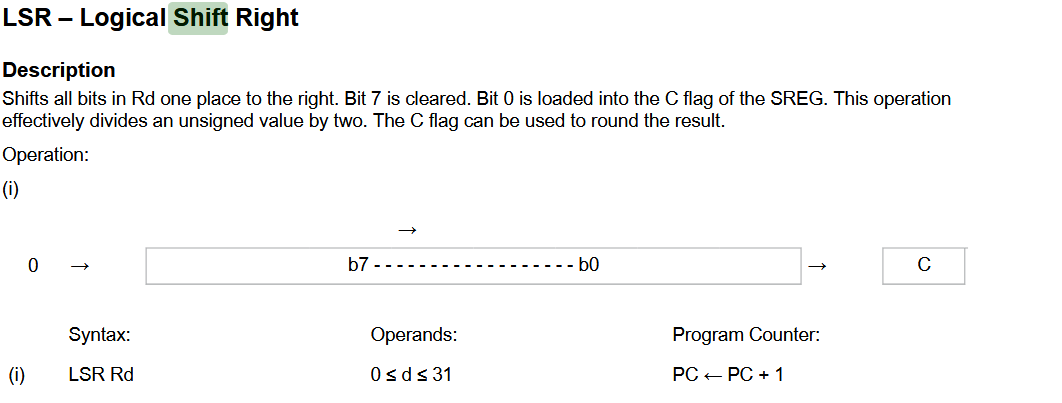 LSR – Logical Shift Right
Description
Shifts all bits in Rd one place to the right. Bit 7 is cleared. Bit 0 is loaded into the C flag of the SREG. This operation
effectively divides an unsigned value by two. The C flag can be used to round the result.
Operation:
(i)
→
0 → b7 - - - - - - - - - - - - - - - - - - b0 → C
Syntax: Operands: Program Counter:
(i) LSR Rd 0 ≤ d ≤ 31 PC ← PC + 1